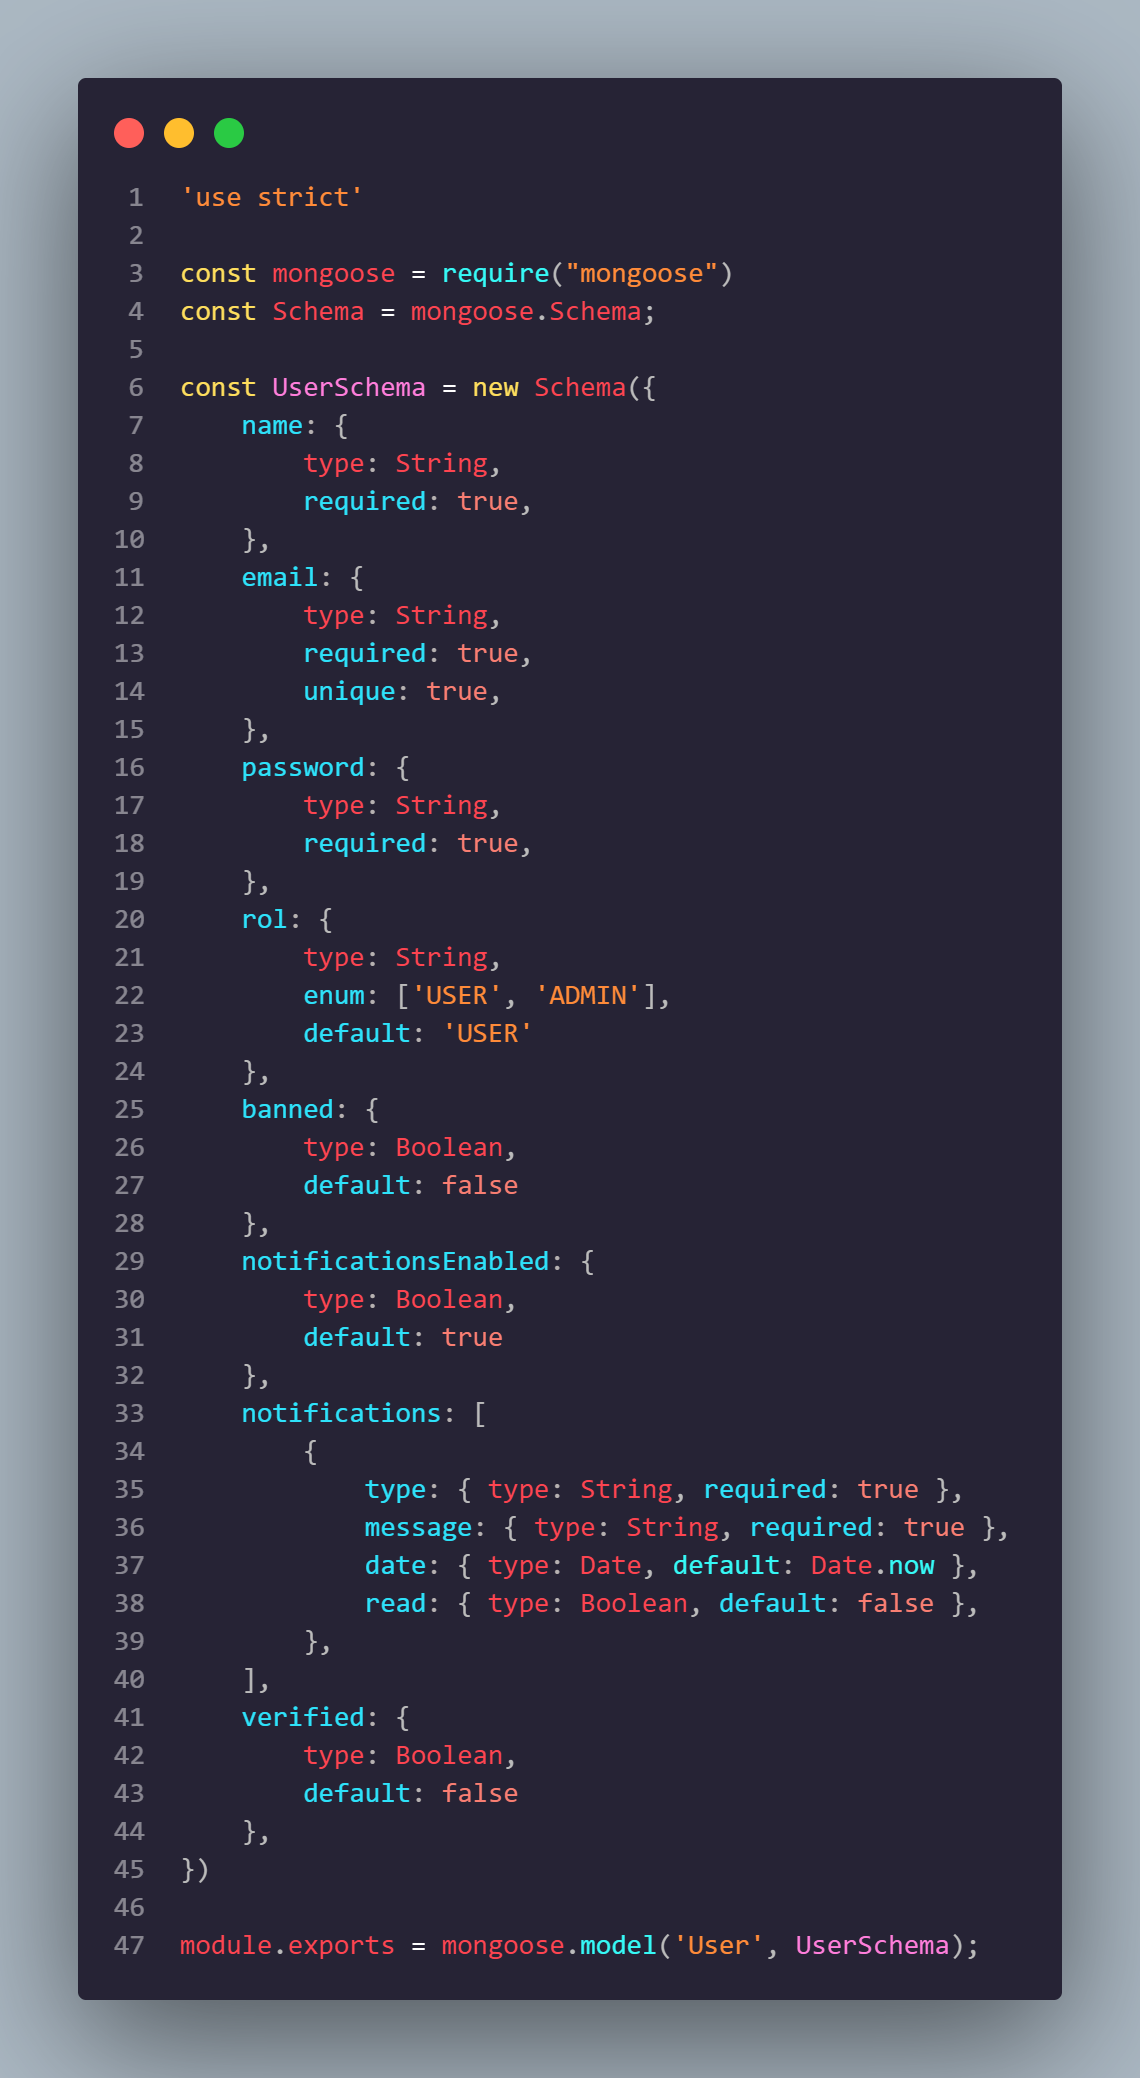 1 'use strict'
2
3 const mongoose = require("mongoose")
4 const Schema = mongoose.Schema;
5
6 const UserSchema = new Schema({
7     name: {
8         type: String,
9         required: true,
10     },
11     email: {
12         type: String,
13         required: true,
14         unique: true,
15     },
16     password: {
17         type: String,
18         required: true,
19     },
20     rol: {
21         type: String,
22         enum: ['USER', 'ADMIN'],
23         default: 'USER'
24     },
25     banned: {
26         type: Boolean,
27         default: false
28     },
29     notificationsEnabled: {
30         type: Boolean,
31         default: true
32     },
33     notifications: [
34         {
35             type: { type: String, required: true },
36             message: { type: String, required: true },
37             date: { type: Date, default: Date.now },
38             read: { type: Boolean, default: false },
39         },
40     ],
41     verified: {
42         type: Boolean,
43         default: false
44     },
45 })
46
47 module.exports = mongoose.model('User', UserSchema);